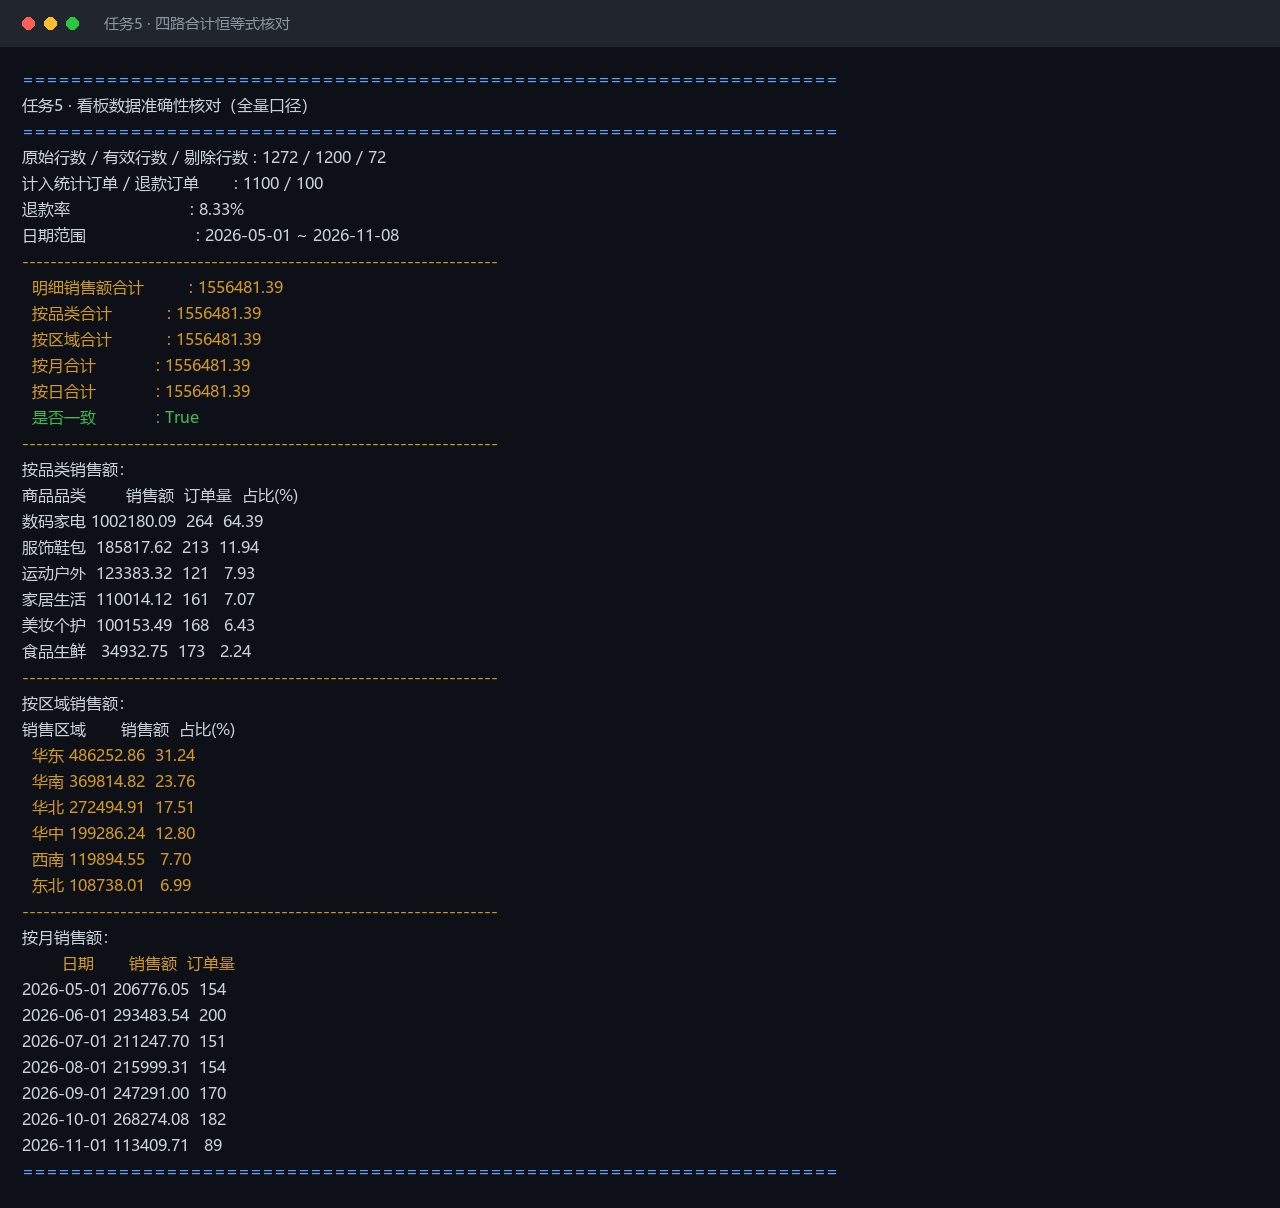 任务5 · 四路合计恒等式核对
====================================================================
任务5 · 看板数据准确性核对（全量口径）
====================================================================
原始行数 / 有效行数 / 剔除行数 : 1272 / 1200 / 72
计入统计订单 / 退款订单 : 1100 / 100
退款率 : 8.33%
日期范围 : 2026-05-01 ~ 2026-11-08
--------------------------------------------------------------------
明细销售额合计 : 1556481.39
按品类合计 : 1556481.39
按区域合计 : 1556481.39
按月合计 : 1556481.39
按日合计 : 1556481.39
是否一致 : True
--------------------------------------------------------------------
按品类销售额：
商品品类 销售额 订单量 占比(%)
数码家电 1002180.09 264 64.39
服饰鞋包 185817.62 213 11.94
运动户外 123383.32 121 7.93
家居生活 110014.12 161 7.07
美妆个护 100153.49 168 6.43
食品生鲜 34932.75 173 2.24
--------------------------------------------------------------------
按区域销售额：
销售区域 销售额 占比(%)
华东 486252.86 31.24
华南 369814.82 23.76
华北 272494.91 17.51
华中 199286.24 12.80
西南 119894.55 7.70
东北 108738.01 6.99
--------------------------------------------------------------------
按月销售额：
日期 销售额 订单量
2026-05-01 206776.05 154
2026-06-01 293483.54 200
2026-07-01 211247.70 151
2026-08-01 215999.31 154
2026-09-01 247291.00 170
2026-10-01 268274.08 182
2026-11-01 113409.71 89
====================================================================